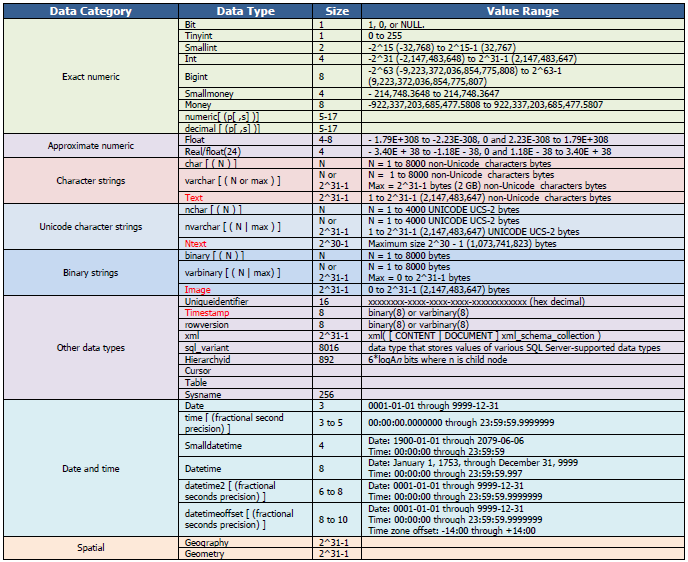 Data Category Data Type Size Value Range
Exact numeric
Bit 1 1, 0, or NULL.
Tinyint 1 0 to 255
Smallint 2 -2^15 (-32,768) to 2^15-1 (32,767)
Int 4 -2^31 (-2,147,483,648) to 2^31-1 (2,147,483,647)
Bigint 8 -2^63 (-9,223,372,036,854,775,808) to 2^63-1
(9,223,372,036,854,775,807)
Smallmoney 4 - 214,748.3648 to 214,748.3647
Money 8 -922,337,203,685,477.5808 to 922,337,203,685,477.5807
numeric[ (p[ ,s] )] 5-17
decimal [ (p[ ,s] )] 5-17
Approximate numeric
Float 4-8 - 1.79E+308 to -2.23E-308, 0 and 2.23E-308 to 1.79E+308
Real/float(24) 4 - 3.40E + 38 to -1.18E - 38, 0 and 1.18E - 38 to 3.40E + 38
Character strings
char [ ( N ) ] N N = 1 to 8000 non-Unicode characters bytes
varchar [ ( N or max ) ] N or
2^31-1 N = 1 to 8000 non-Unicode characters bytes
Max = 2^31-1 bytes (2 GB) non-Unicode characters bytes
Text 2^31-1 1 to 2^31-1 (2,147,483,647) non-Unicode characters bytes
Unicode character strings
nchar [ ( N ) ] N N = 1 to 4000 UNICODE UCS-2 bytes
nvarchar [ ( N | max ) ] N or
2^31-1 N = 1 to 4000 UNICODE UCS-2 bytes
1 to 2^31-1 (2,147,483,647) UNICODE UCS-2 bytes
Ntext 2^30-1 Maximum size 2^30 - 1 (1,073,741,823) bytes
Binary strings
binary [ ( N ) ] N N = 1 to 8000 bytes
varbinary [ ( N | max) ] N or
2^31-1 N = 1 to 8000 bytes
Max = 0 to 2^31-1 bytes
Image 2^31-1 0 to 2^31-1 (2,147,483,647) bytes
Other data types
Uniqueidentifier 16 xxxxxxxx-xxxx-xxxx-xxxx-xxxxxxxxxxxx (hex decimal)
Timestamp 8 binary(8) or varbinary(8)
rowversion 8 binary(8) or varbinary(8)
xml 2^31-1 xml( [ CONTENT | DOCUMENT ] xml_schema_collection )
sql_variant 8016 data type that stores values of various SQL Server-supported data types
Hierarchyid 892 6*logAn bits where n is child node
Cursor
Table
Sysname 256
Date and time
Date 3 0001-01-01 through 9999-12-31
time [ (fractional second
precision) ] 3 to 5 00:00:00.0000000 through 23:59:59.9999999
Smalldatetime 4 Date: 1900-01-01 through 2079-06-06
Time: 00:00:00 through 23:59:59
Datetime 8 Date: January 1, 1753, through December 31, 9999
Time: 00:00:00 through 23:59:59.997
datetime2 [ (fractional
seconds precision) ] 6 to 8 Date: 0001-01-01 through 9999-12-31
Time: 00:00:00 through 23:59:59.9999999
datetimeoffset [ (fractional
seconds precision) ] 8 to 10 Date: 0001-01-01 through 9999-12-31
Time: 00:00:00 through 23:59:59.9999999
Time zone offset: -14:00 through +14:00
Spatial
Geography 2^31-1
Geometry 2^31-1